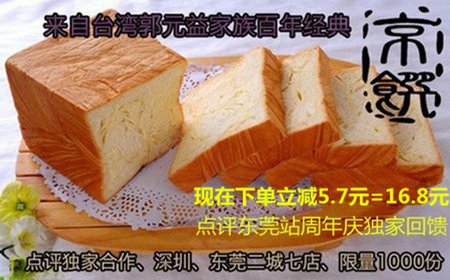 来自台湾郭元益家族百年经典
京饌
现在下单立减5.7元=16.8元
点评东莞站周年庆独家回馈
点评独家合作、深圳、东莞二城七店、限量1000份